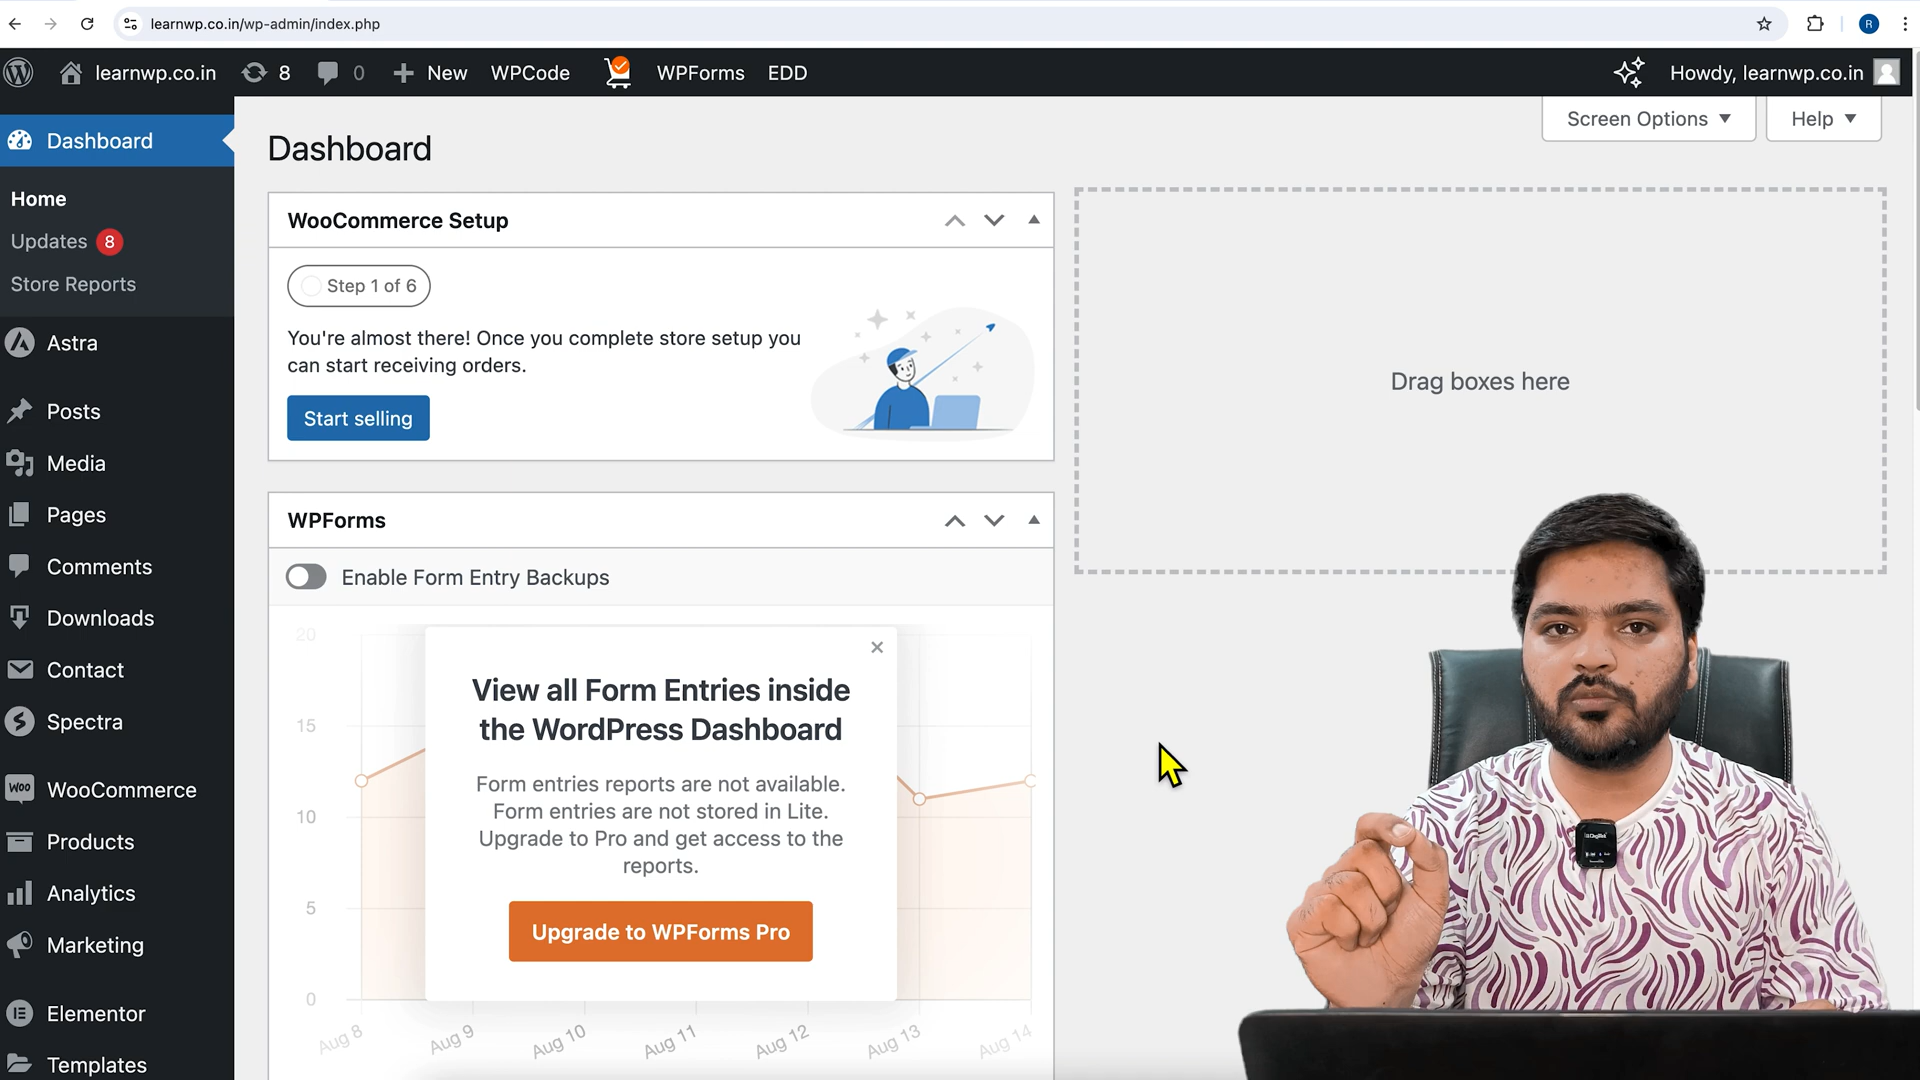 learnwp.co.in/wp-admin/index.php
R
learnwp.co.in
8
0
New
WPCode
WPForms
EDD
Howdy, learnwp.co.in
Screen Options
Help
Dashboard
Home
Updates 8
Store Reports
Astra
Posts
Media
Pages
Comments
Downloads
Contact
Spectra
WooCommerce
Products
Analytics
Marketing
Elementor
Templates
Dashboard
WooCommerce Setup
Step 1 of 6
You're almost there! Once you complete store setup you
can start receiving orders.
Start selling
Drag boxes here
WPForms
Enable Form Entry Backups
20
15
10
5
0
View all Form Entries inside
the WordPress Dashboard
Form entries reports are not available.
Form entries are not stored in Lite.
Upgrade to Pro and get access to the
reports.
Upgrade to WPForms Pro
Aug 8
Aug 9
Aug 10
Aug 11
Aug 12
Aug 13
Aug 14